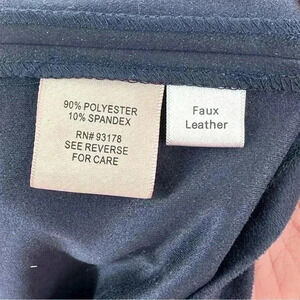 90% POLYESTER
10% SPANDEX
RN# 93178
SEE REVERSE
FOR CARE
Faux
Leather